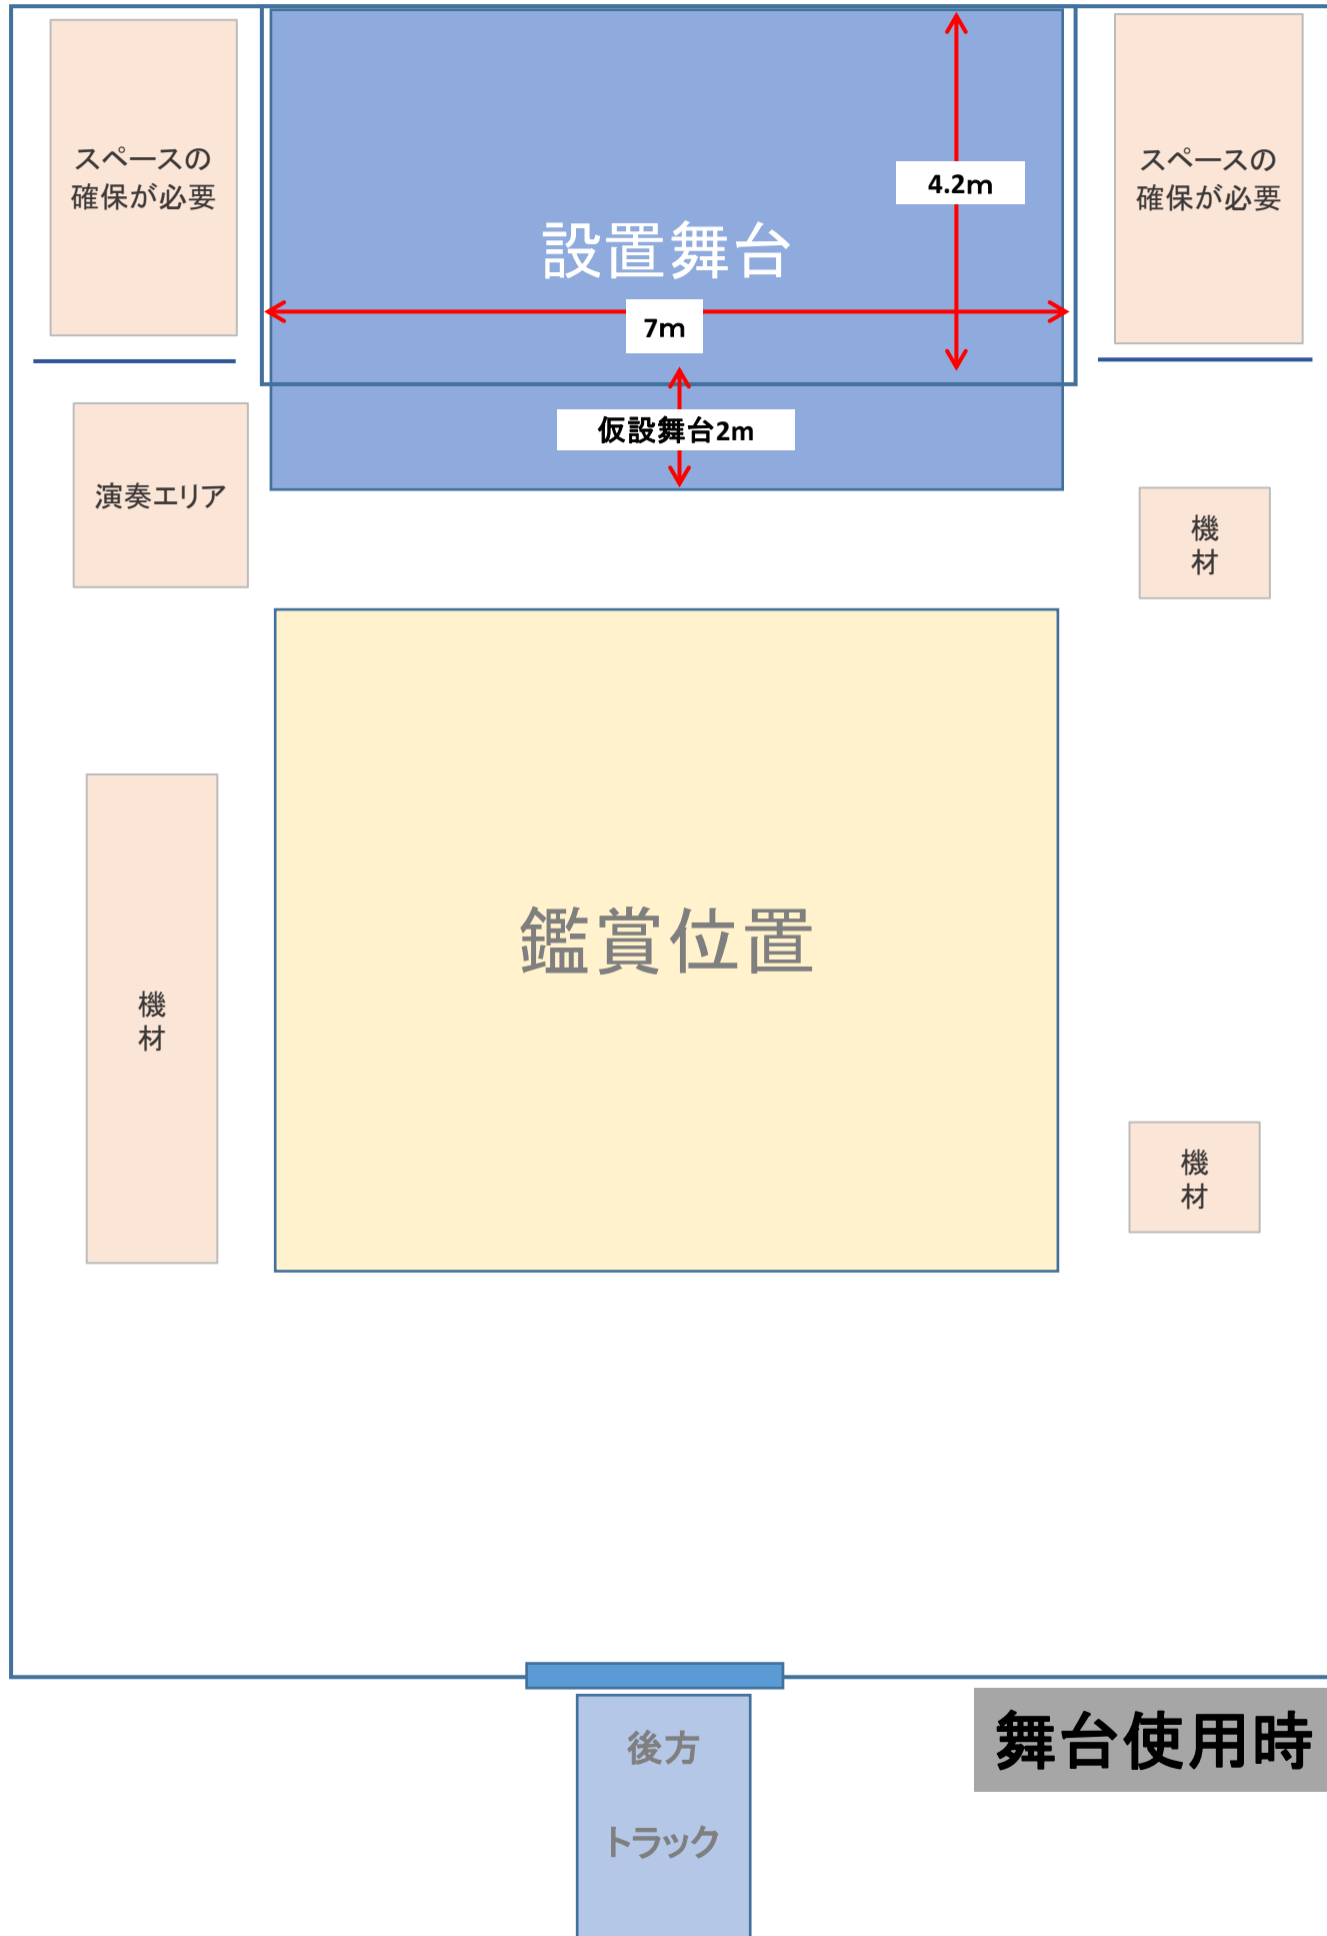 スペースの
確保が必要
設置舞台
4.2m
7m
仮設舞台2m
スペースの
確保が必要
演奏エリア
機
材
鑑賞位置
機
材
機
材
後方
トラック
舞台使用時